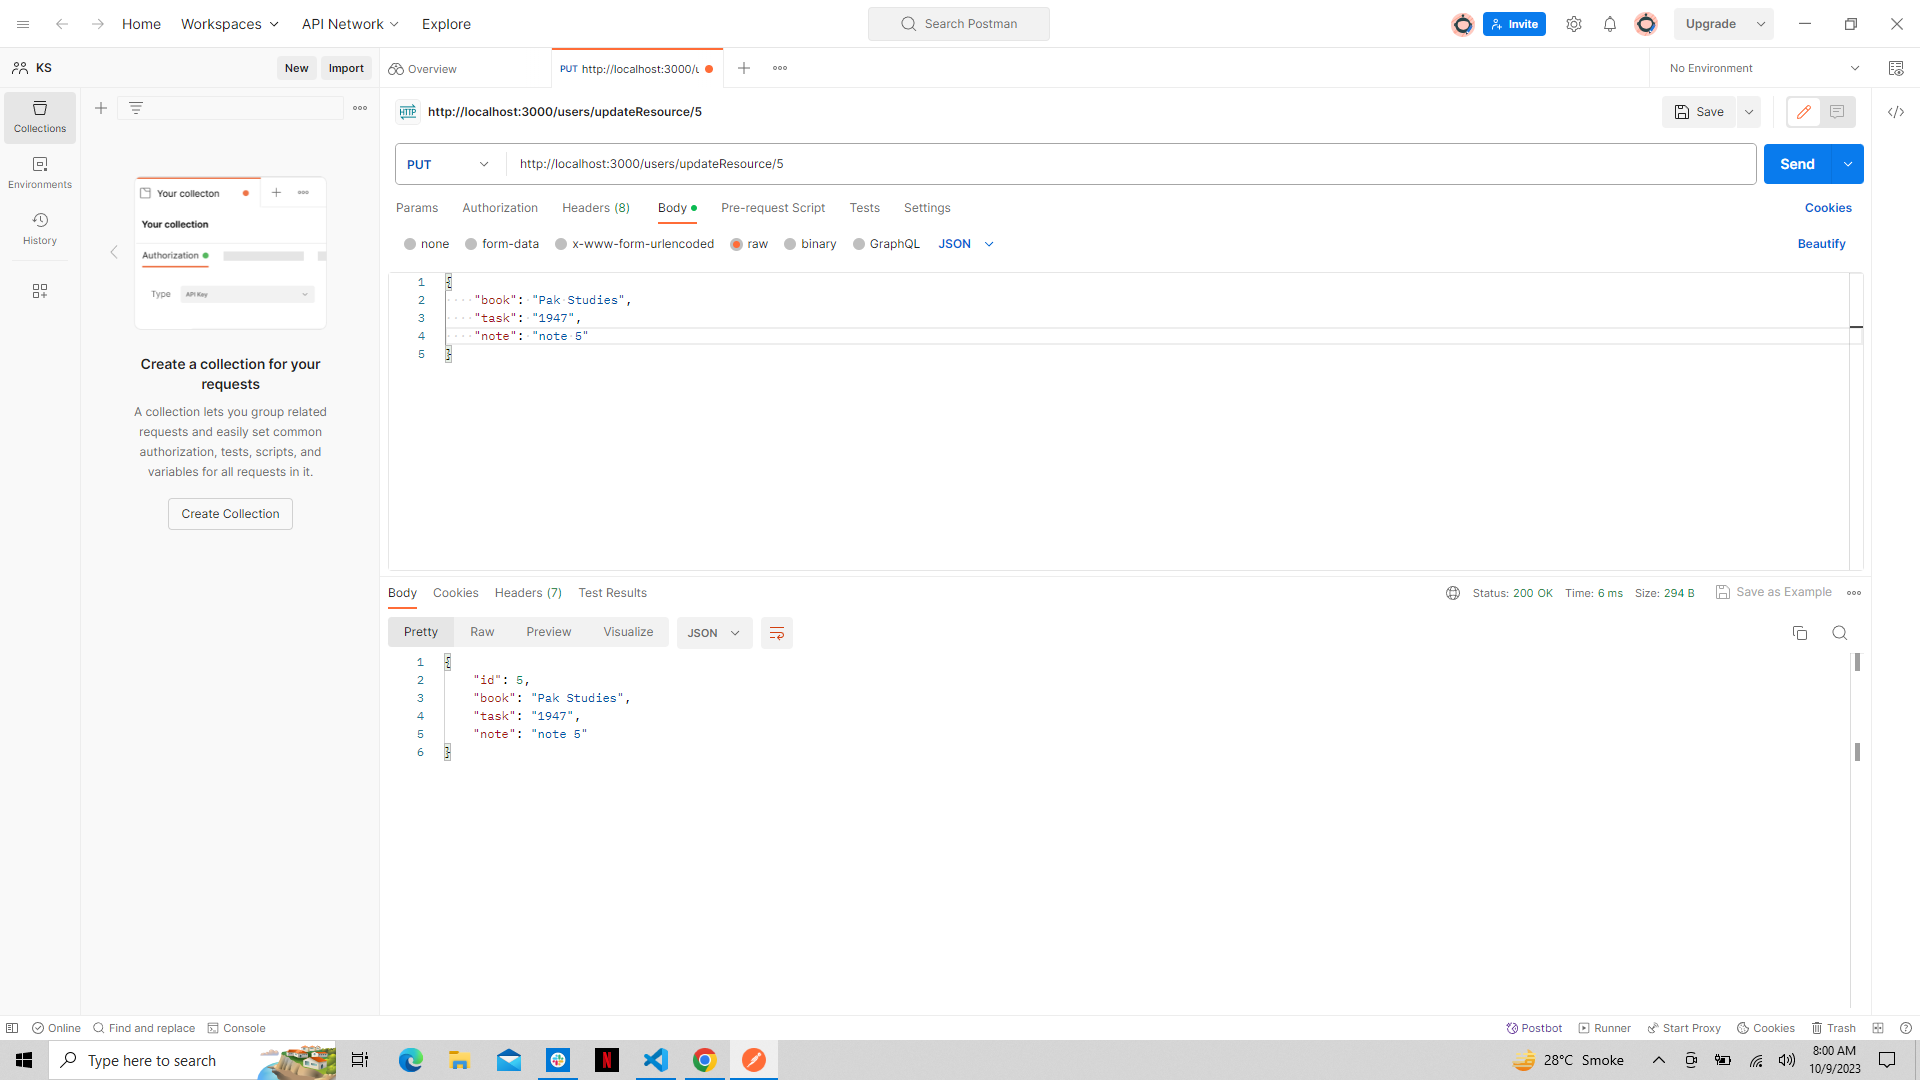 Home Workspaces API Network Explore Search Postman Invite Upgrade
KS New Import Overview PUT http://localhost:3000/u No Environment
Collections
Environments
History
Your collecton
Your collection
Authorization
Type API Key
Create a collection for your
requests
A collection lets you group related
requests and easily set common
authorization, tests, scripts, and
variables for all requests in it.
Create Collection
HTTP http://localhost:3000/users/updateResource/5 Save
PUT http://localhost:3000/users/updateResource/5 Send
Params Authorization Headers (8) Body Pre-request Script Tests Settings Cookies
none form-data x-www-form-urlencoded raw binary GraphQL JSON Beautify
1 {
2 ····"book":·"Pak·Studies",
3 ····"task":·"1947",
4 ····"note":·"note·5"
5 }
Body Cookies Headers (7) Test Results Status: 200 OK Time: 6 ms Size: 294 B Save as Example
Pretty Raw Preview Visualize JSON
1 {
2 "id": 5,
3 "book": "Pak Studies",
4 "task": "1947",
5 "note": "note 5"
6 }
Online Find and replace Console Postbot Runner Start Proxy Cookies Trash
Type here to search N 28°C Smoke 8:00 AM
10/9/2023